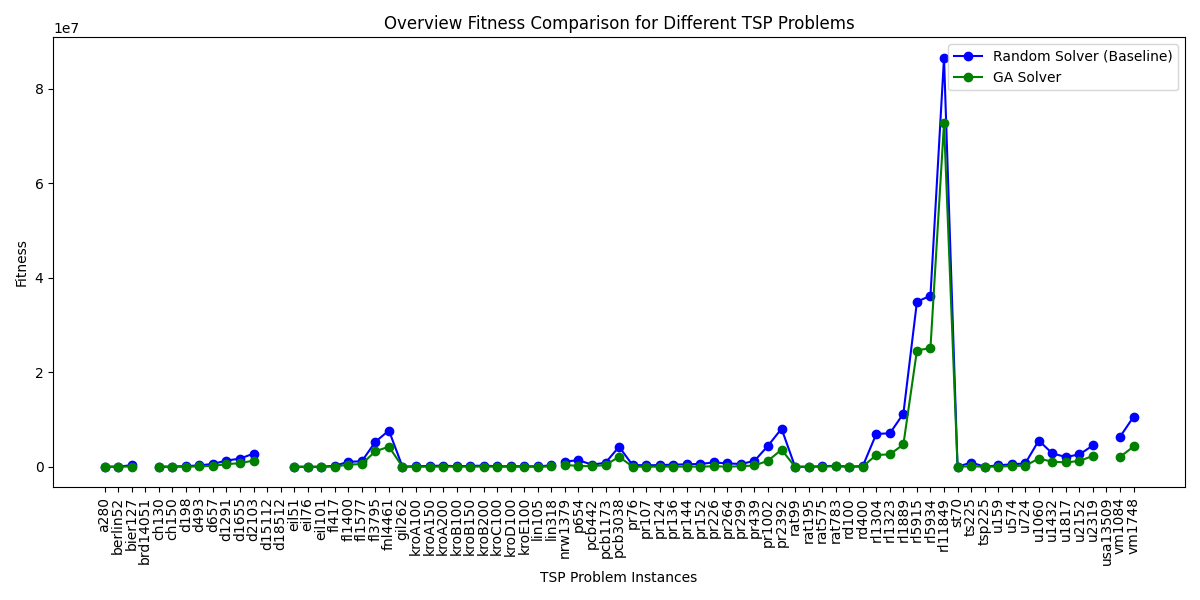 Overview Fitness Comparison for Different TSP Problems
1e7
Random Solver (Baseline)
GA Solver
8
6
4
2
0
Fitness
a280
berlin52
bier127
brd14051
ch130
ch150
d198
d493
d657
d1291
d1655
d2103
d15112
d18512
eil51
eil76
eil101
fl417
fl1400
fl1577
fl3795
fnl4461
gil262
kroA100
kroA150
kroA200
kroB100
kroB150
kroB200
kroC100
kroD100
kroE100
lin105
lin318
nrw1379
p654
pcb442
pcb1173
pcb3038
pr76
pr107
pr124
pr136
pr144
pr152
pr226
pr264
pr299
pr439
pr1002
pr2392
rat99
rat195
rat575
rat783
rd100
rd400
rl1304
rl1323
rl1889
rl5915
rl5934
rl11849
st70
ts225
tsp225
u159
u574
u724
u1060
u1432
u1817
u2152
u2319
usa13509
vm1084
vm1748
TSP Problem Instances